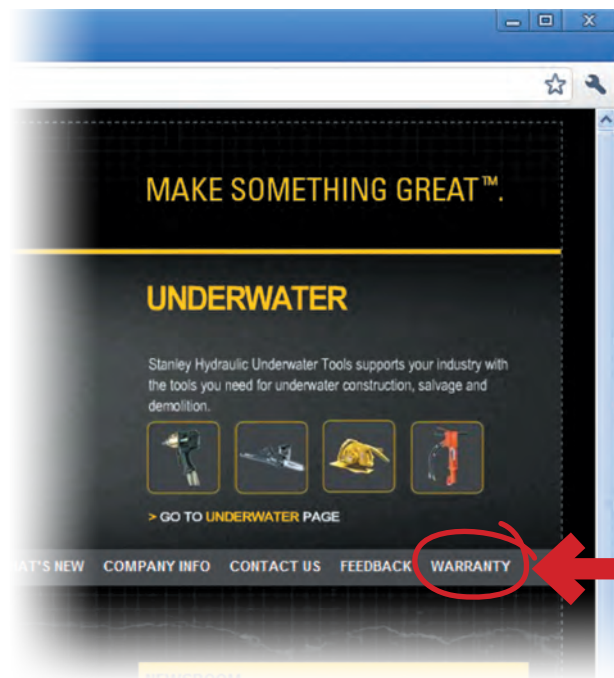 MAKE SOMETHING GREAT™.
UNDERWATER
Stanley Hydraulic Underwater Tools supports your industry with
the tools you need for underwater construction, salvage and
demolition.
> GO TO UNDERWATER PAGE
NEW COMPANY INFO CONTACT US FEEDBACK WARRANTY